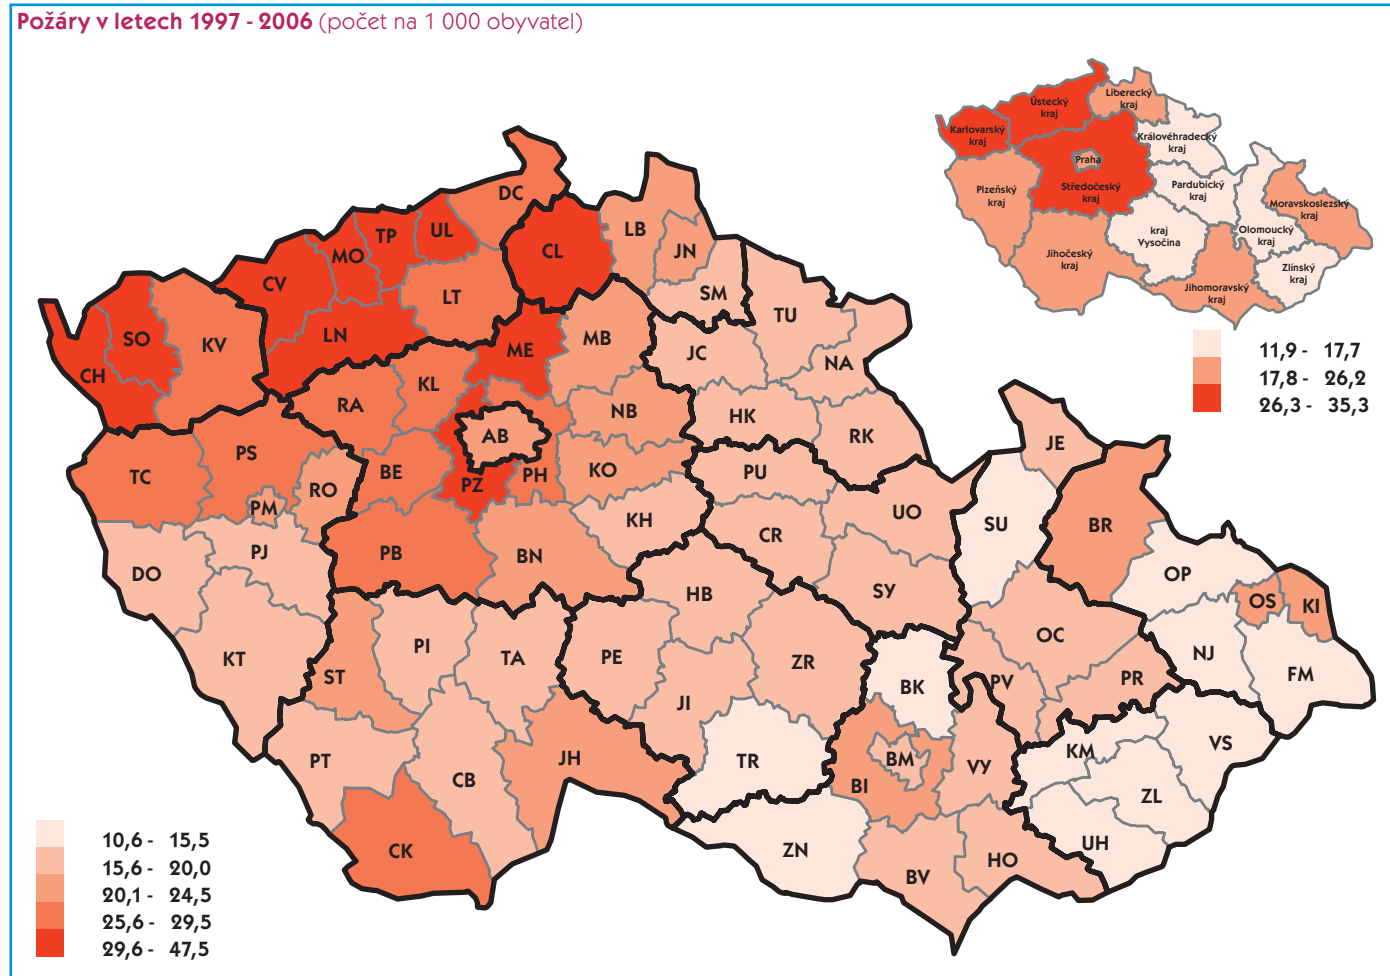 Požáry v letech 1997 - 2006 (počet na 1 000 obyvatel)
Ústecký
kraj
Liberecký
kraj
Karlovarský
kraj
Královéhradecký
kraj
Praha
Plzeňský
kraj
Středočeský
kraj
Pardubický
kraj
Moravskoslezský
kraj
kraj
Vysočina
Olomoucký
kraj
Jihočeský
kraj
Zlínský
kraj
Jihomoravský
kraj
11,9 - 17,7
17,8 - 26,2
26,3 - 35,3
DC
UL
TP
LB
MO
CL
JN
CV
LT
SM
TU
SO
KV
LN
ME
MB
JC
NA
CH
KL
RA
NB
HK
AB
RK
PS
TC
BE
PZ
PH
KO
PU
JE
RO
PM
KH
UO
SU
BR
PJ
PB
BN
CR
DO
OP
HB
SY
OS
KI
KT
PI
TA
PE
ZR
OC
NJ
ST
JI
BK
PV
PR
FM
PT
CB
JH
TR
BM
BI
VY
KM
VS
ZL
CK
ZN
BV
HO
UH
10,6 - 15,5
15,6 - 20,0
20,1 - 24,5
25,6 - 29,5
29,6 - 47,5